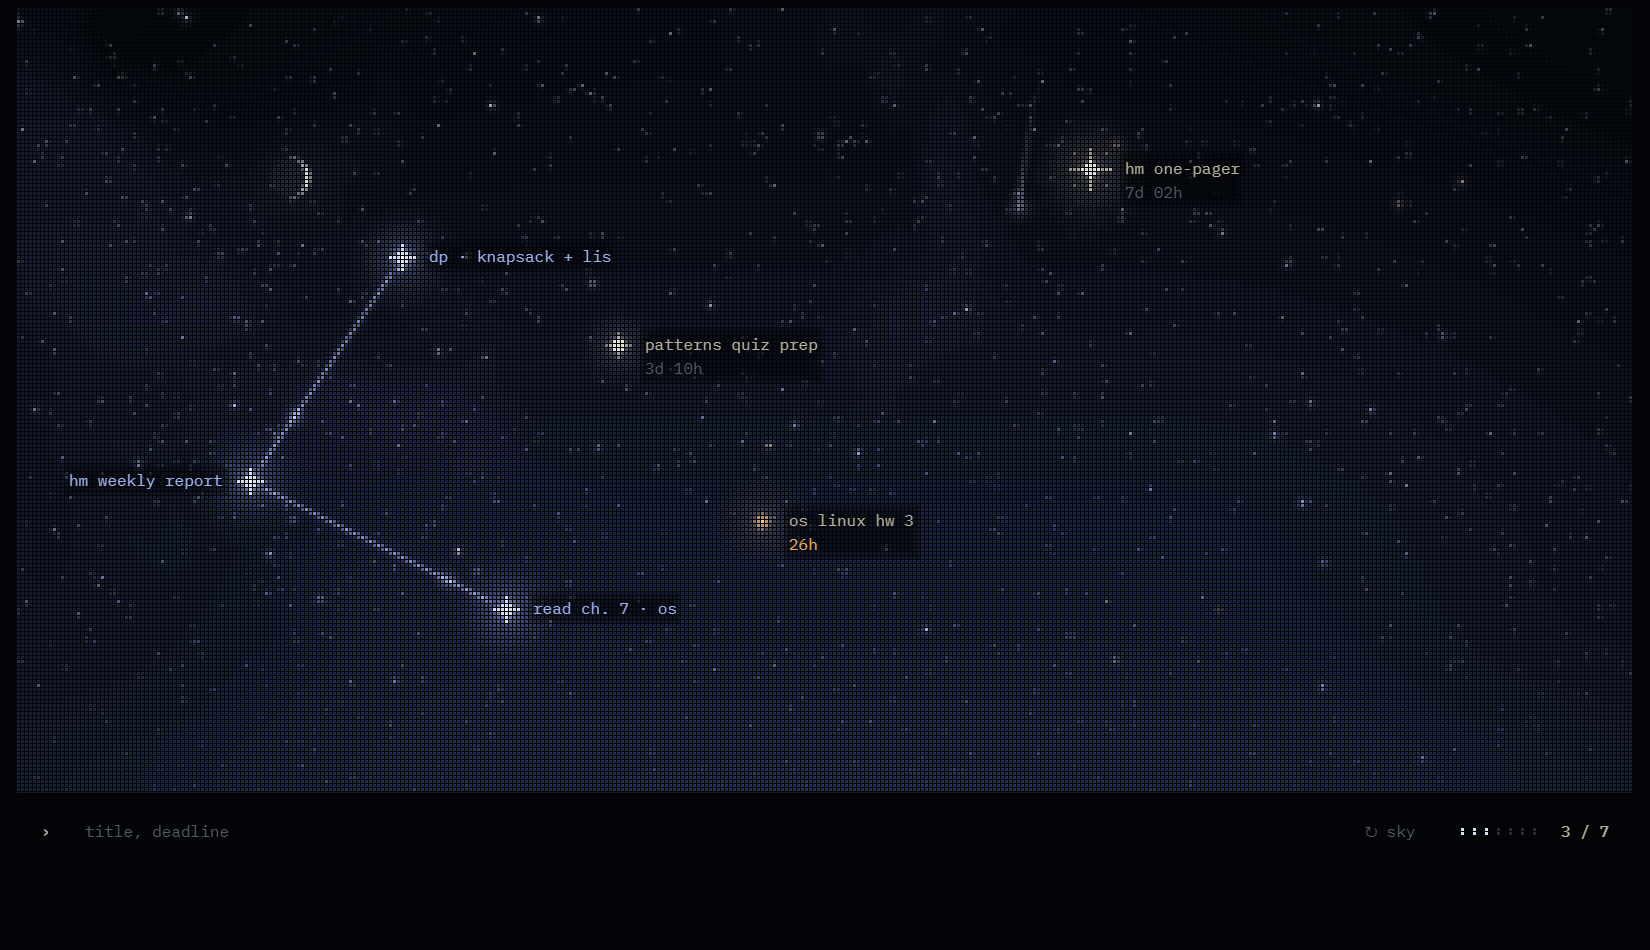 hm one-pager
7d 02h
dp · knapsack + lis
patterns quiz prep
3d 10h
hm weekly report
os linux hw 3
26h
read ch. 7 · os
› title, deadline
↻ sky
3 / 7